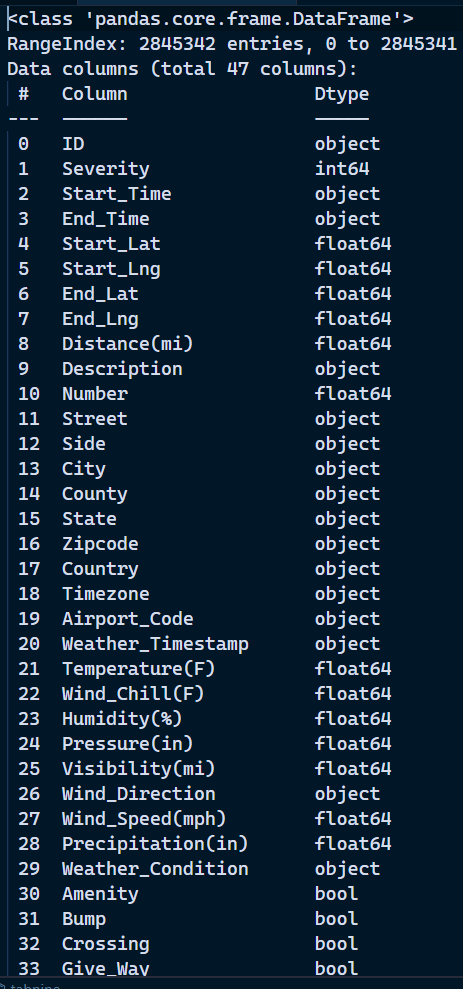 <class 'pandas.core.frame.DataFrame'>
RangeIndex: 2845342 entries, 0 to 2845341
Data columns (total 47 columns):
 #   Column                 Dtype
---  ------                 -----
 0   ID                     object
 1   Severity               int64
 2   Start_Time             object
 3   End_Time               object
 4   Start_Lat              float64
 5   Start_Lng              float64
 6   End_Lat                float64
 7   End_Lng                float64
 8   Distance(mi)           float64
 9   Description            object
 10  Number                 float64
 11  Street                 object
 12  Side                   object
 13  City                   object
 14  County                 object
 15  State                  object
 16  Zipcode                object
 17  Country                object
 18  Timezone               object
 19  Airport_Code           object
 20  Weather_Timestamp      object
 21  Temperature(F)         float64
 22  Wind_Chill(F)          float64
 23  Humidity(%)            float64
 24  Pressure(in)           float64
 25  Visibility(mi)         float64
 26  Wind_Direction         object
 27  Wind_Speed(mph)        float64
 28  Precipitation(in)      float64
 29  Weather_Condition      object
 30  Amenity                bool
 31  Bump                   bool
 32  Crossing               bool
 33  Give_Way               bool